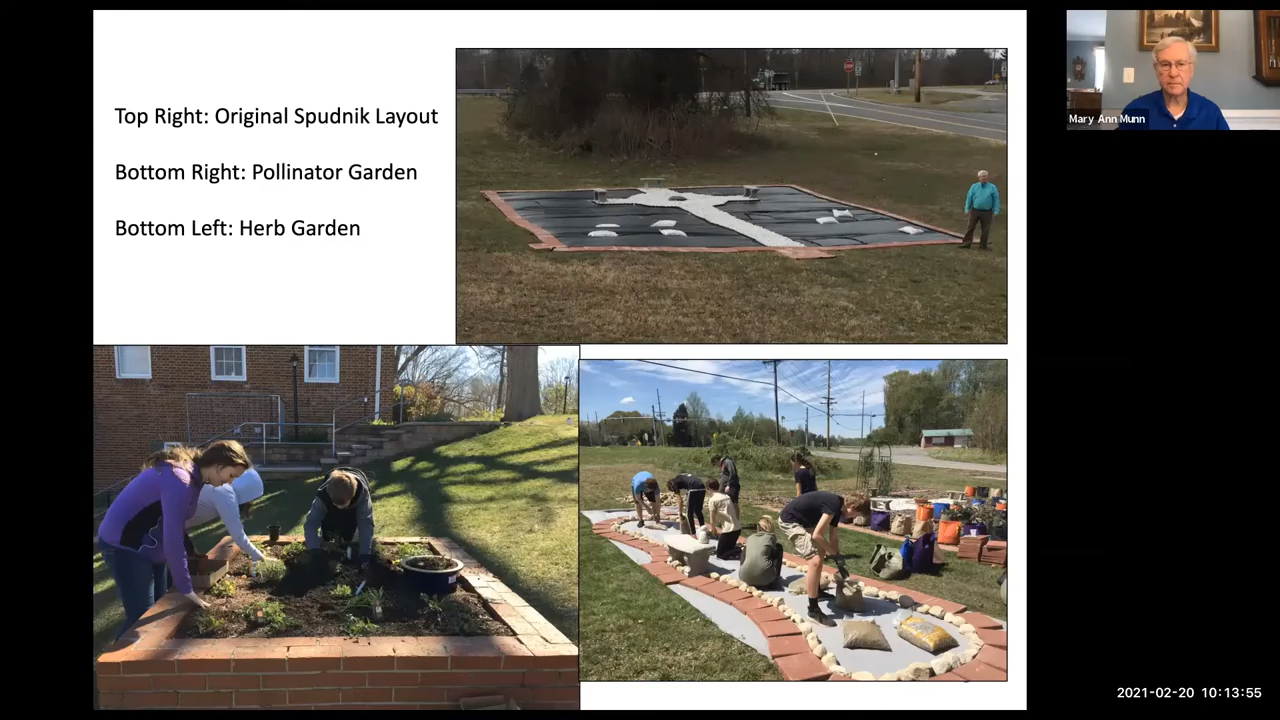 Top Right: Original Spudnik Layout
Bottom Right: Pollinator Garden
Bottom Left: Herb Garden
Mary Ann Munn
2021-02-20 10:13:55